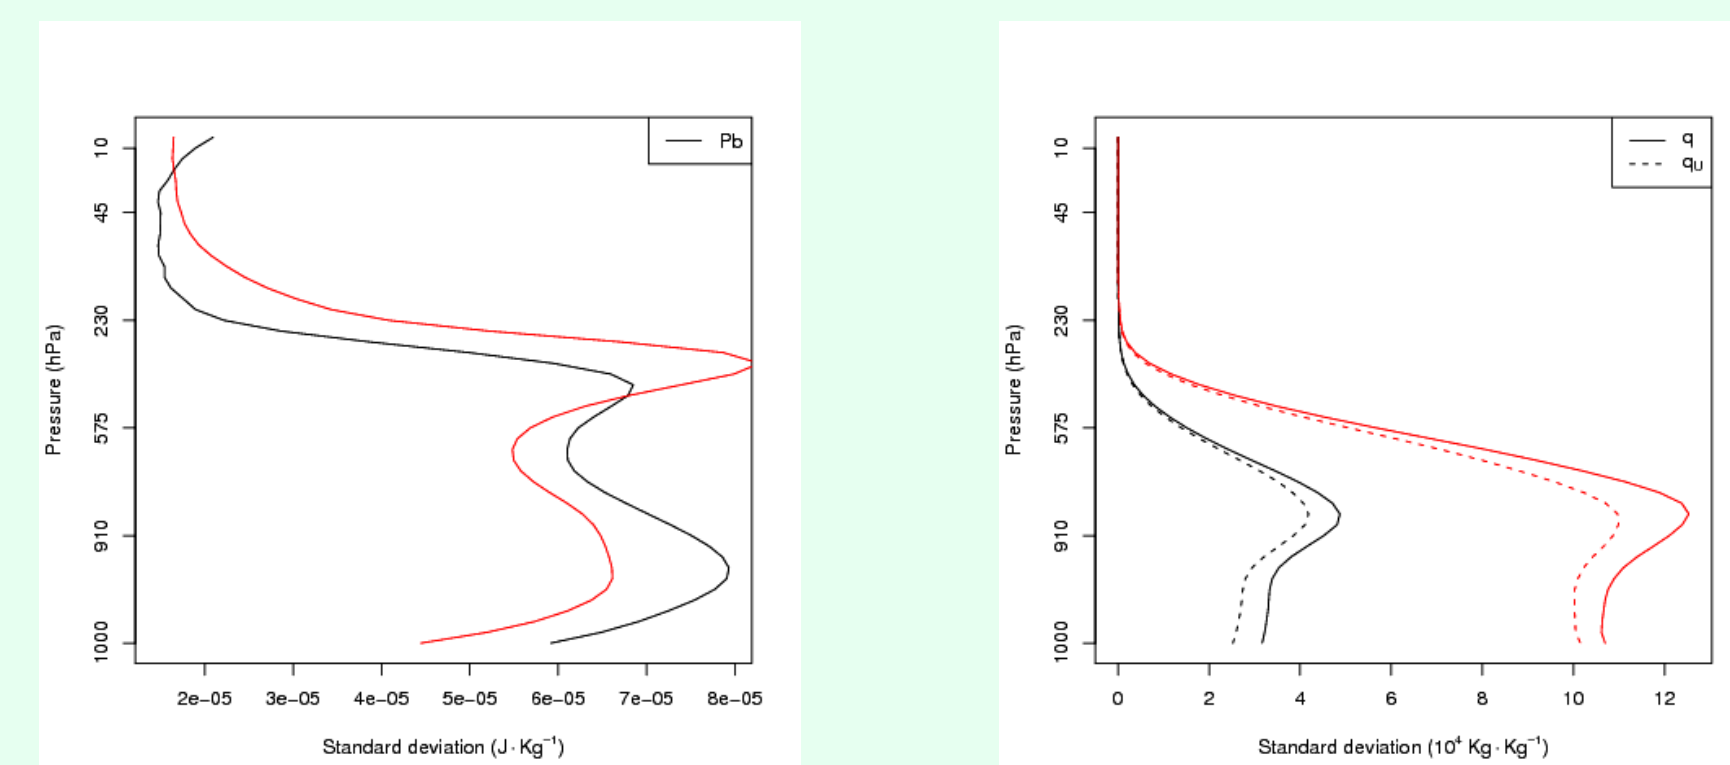 Pb
10
45
230
575
910
1000
Pressure (hPa)
2e−05 3e−05 4e−05 5e−05 6e−05 7e−05 8e−05
Standard deviation (J · Kg⁻¹)
q
qU
10
45
230
575
910
1000
Pressure (hPa)
0 2 4 6 8 10 12
Standard deviation (10⁴ Kg · Kg⁻¹)